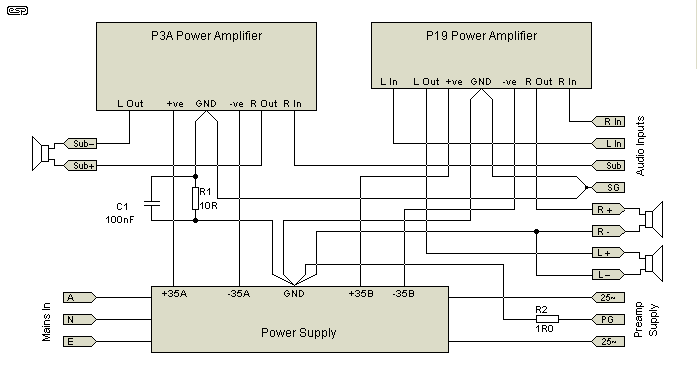 esp
P3A Power Amplifier
P19 Power Amplifier
L Out +ve GND -ve R Out R In
L In L Out +ve GND -ve R Out R In
R In
L In
Sub
SG
Audio Inputs
Sub-
Sub+
C1
100nF
R1
10R
R +
R -
L +
L -
Mains In
A
N
E
+35A -35A GND +35B -35B
Power Supply
R2
1R0
25~
PG
25~
Preamp
Supply